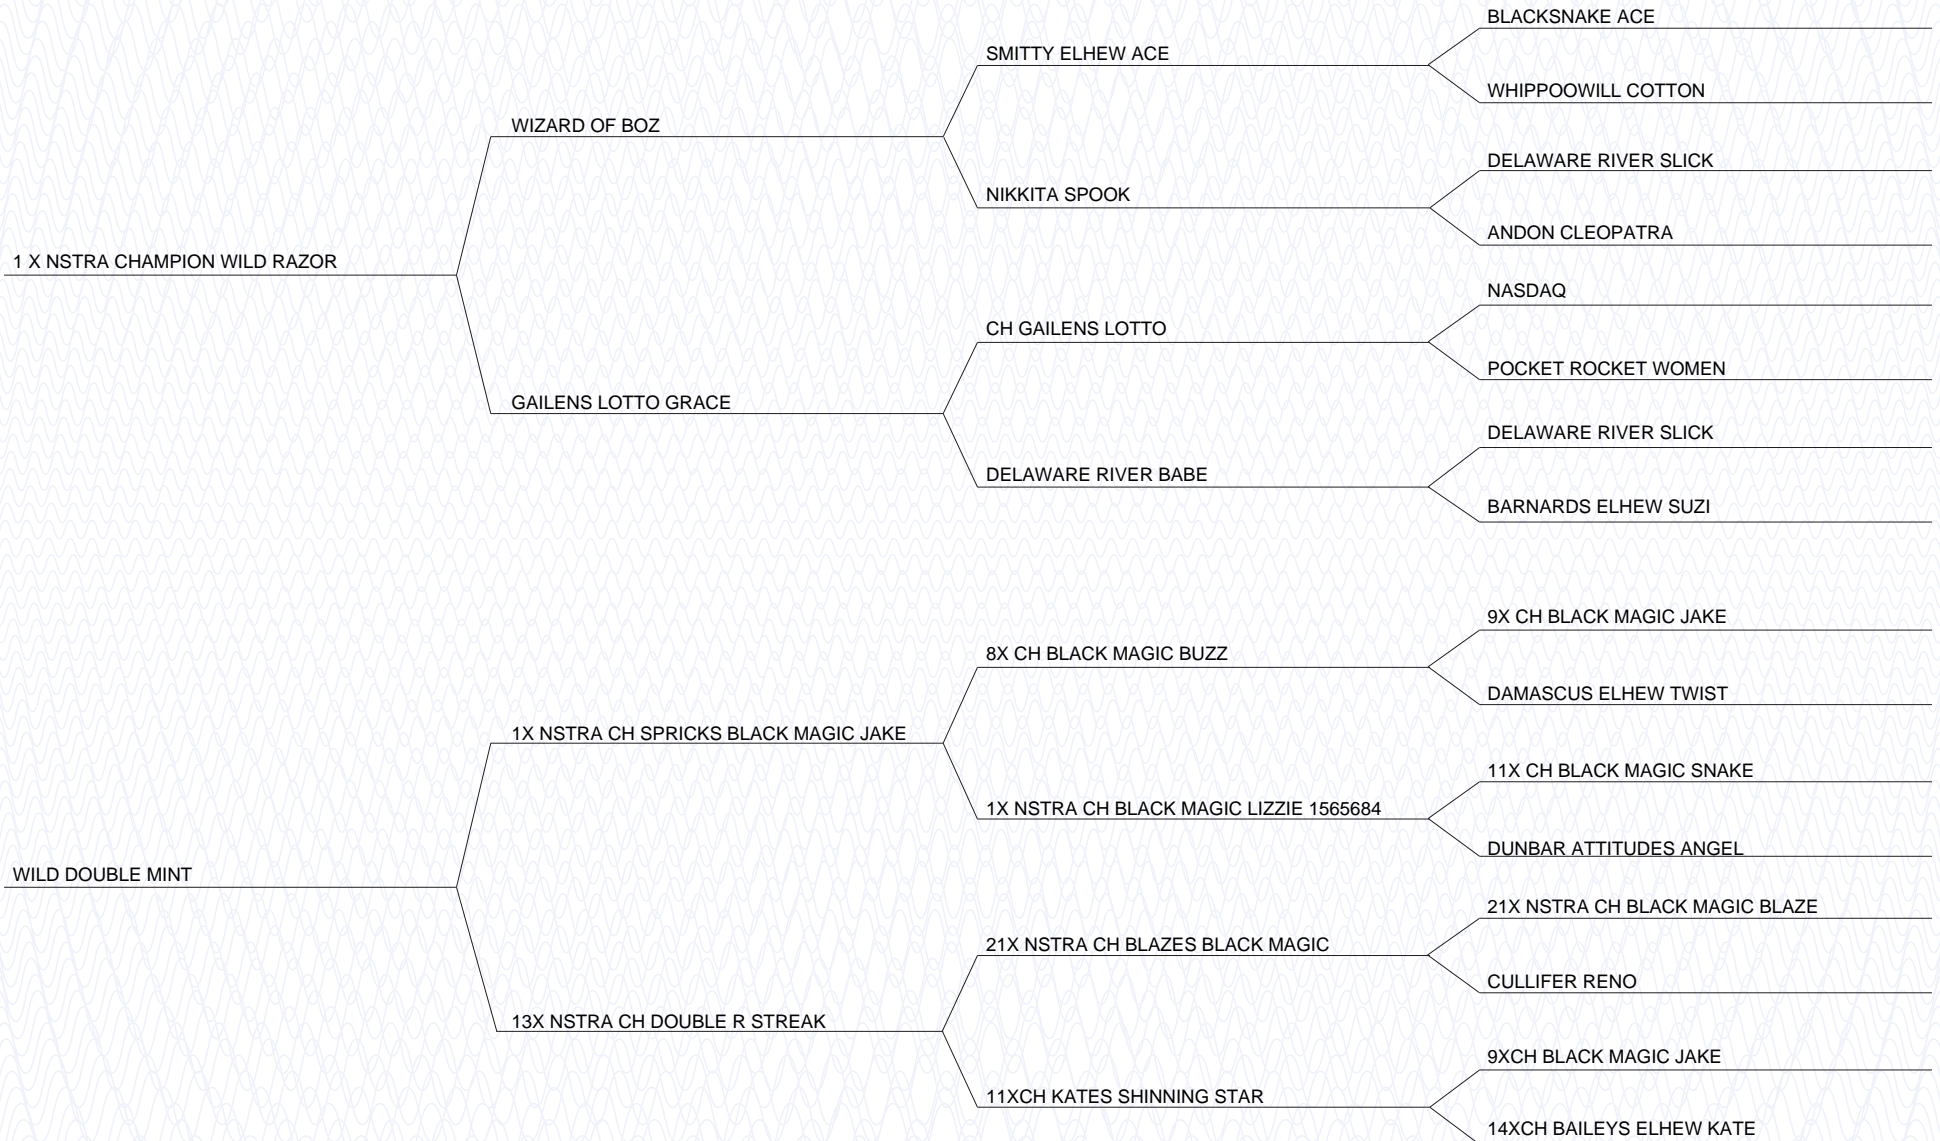 BLACKSNAKE ACE
SMITTY ELHEW ACE
WHIPPOOWILL COTTON
WIZARD OF BOZ
DELAWARE RIVER SLICK
NIKKITA SPOOK
ANDON CLEOPATRA
1 X NSTRA CHAMPION WILD RAZOR
NASDAQ
CH GAILENS LOTTO
POCKET ROCKET WOMEN
GAILENS LOTTO GRACE
DELAWARE RIVER SLICK
DELAWARE RIVER BABE
BARNARDS ELHEW SUZI
9X CH BLACK MAGIC JAKE
8X CH BLACK MAGIC BUZZ
DAMASCUS ELHEW TWIST
1X NSTRA CH SPRICKS BLACK MAGIC JAKE
11X CH BLACK MAGIC SNAKE
1X NSTRA CH BLACK MAGIC LIZZIE 1565684
DUNBAR ATTITUDES ANGEL
WILD DOUBLE MINT
21X NSTRA CH BLACK MAGIC BLAZE
21X NSTRA CH BLAZES BLACK MAGIC
CULLIFER RENO
13X NSTRA CH DOUBLE R STREAK
9XCH BLACK MAGIC JAKE
11XCH KATES SHINNING STAR
14XCH BAILEYS ELHEW KATE